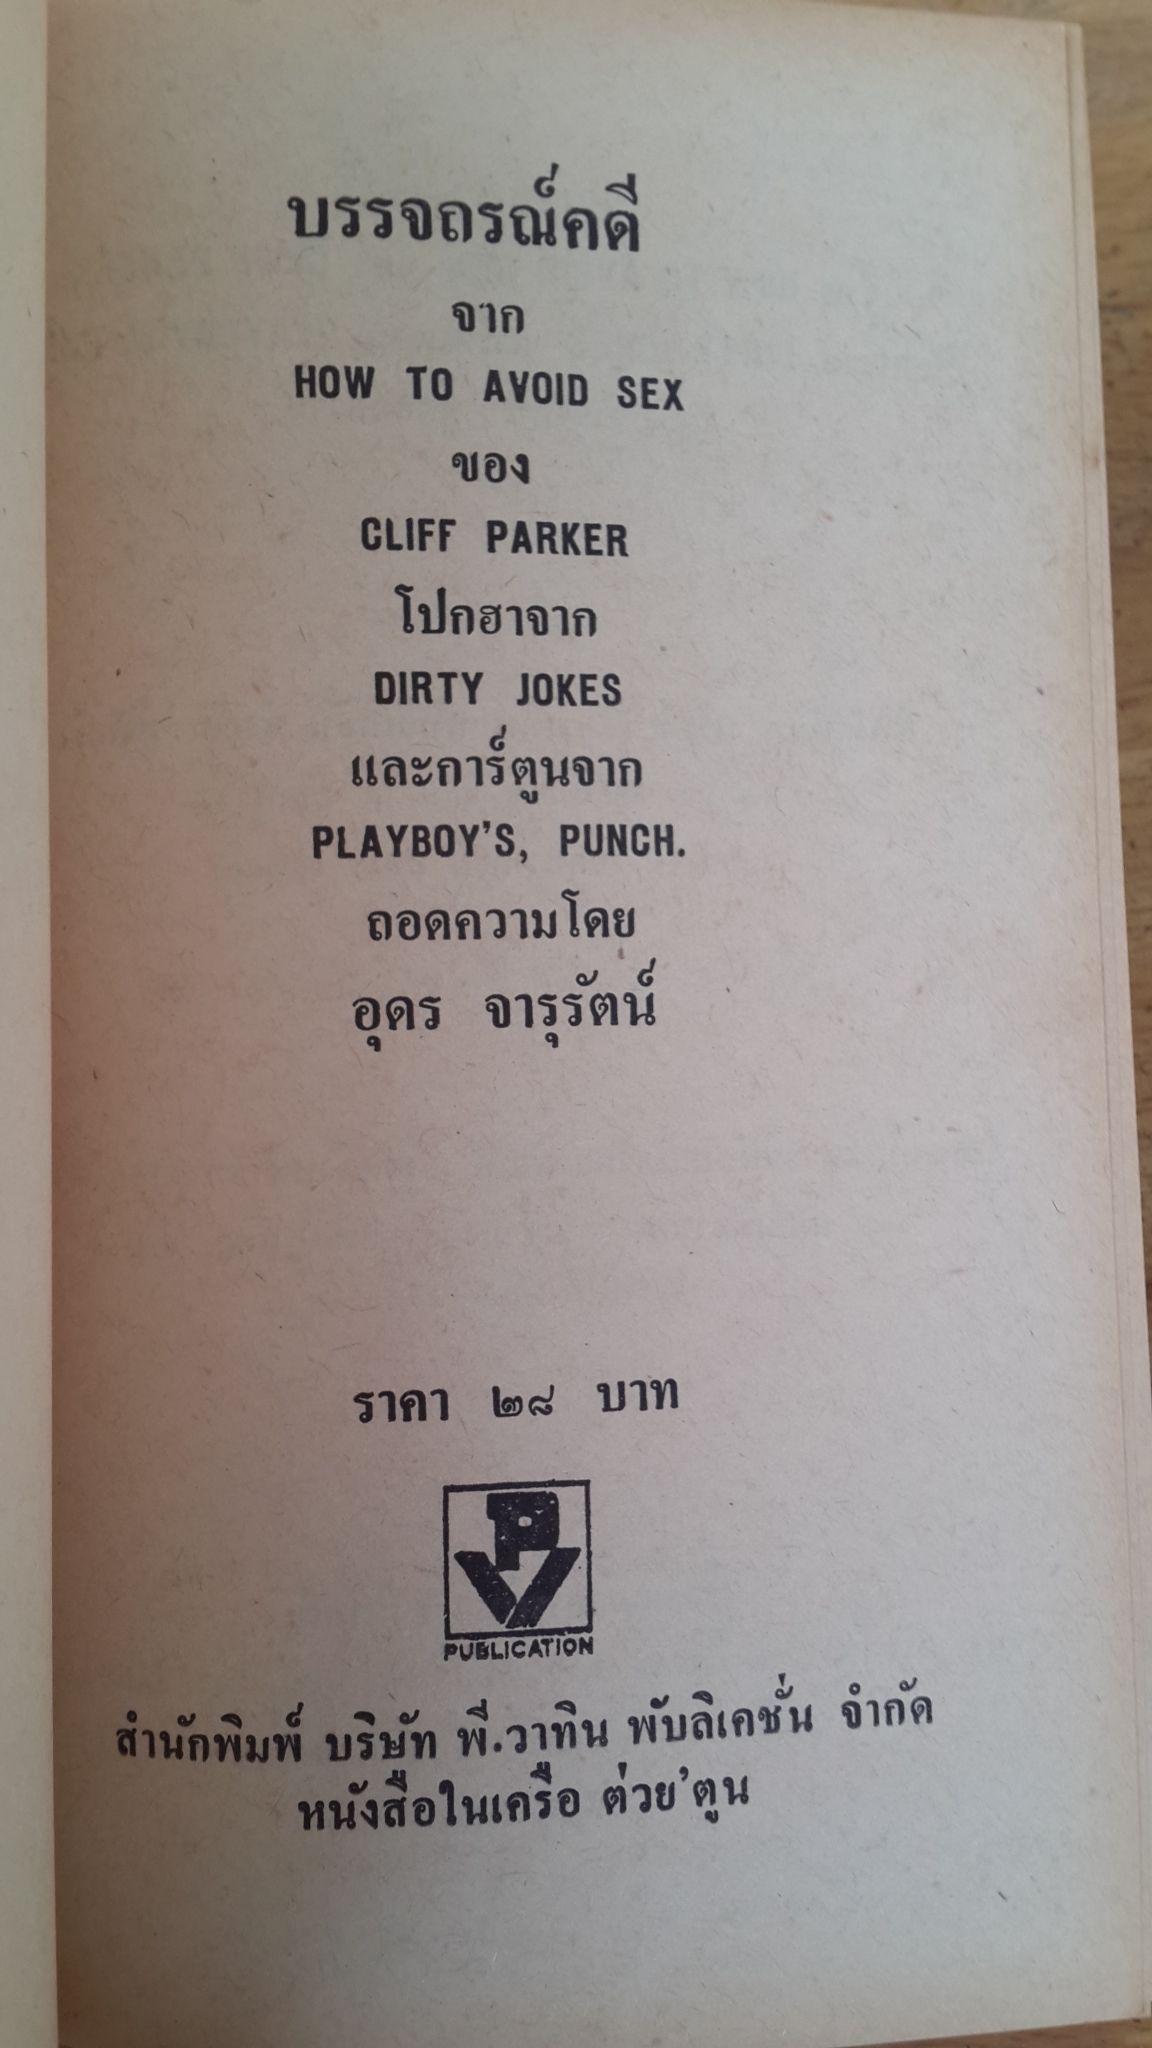 บรรจถรณ์คดี
จาก
HOW TO AVOID SEX
ของ
CLIFF PARKER
โปกฮาจาก
DIRTY JOKES
และการ์ตูนจาก
PLAYBOY'S, PUNCH.
ถอดความโดย
อุดร จารุรัตน์
ราคา ๒๘ บาท
PV
PUBLICATION
สำนักพิมพ์ บริษัท พี.วาทิน พับลิเคชั่น จำกัด
หนังสือในเครือ ต่วย'ตูน